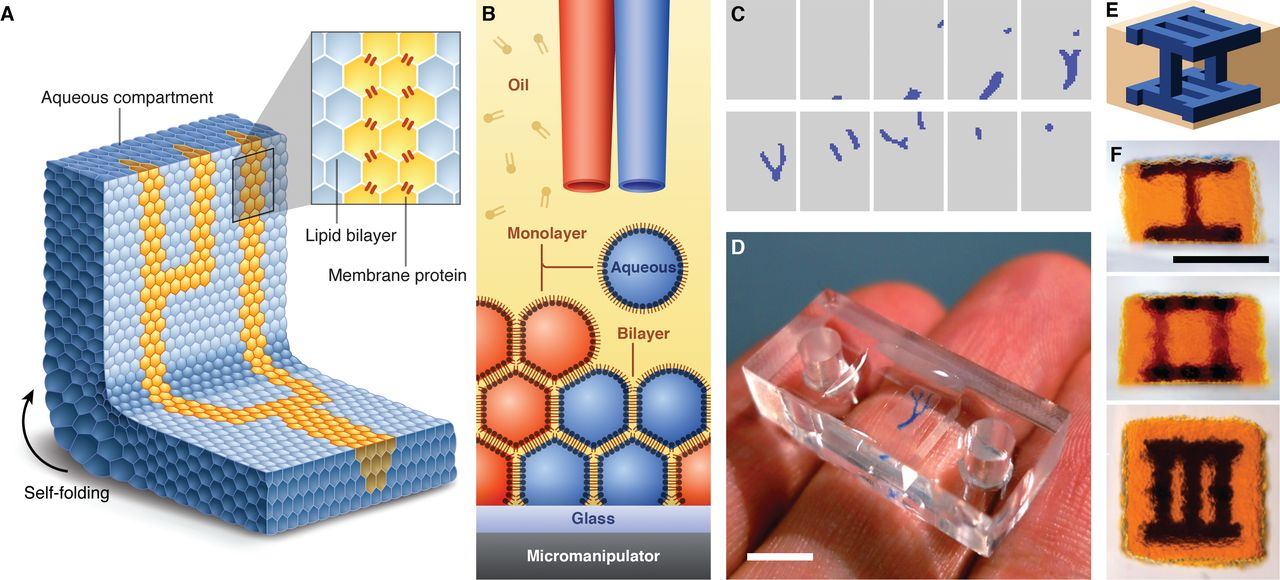 A
Aqueous compartment
Lipid bilayer
Membrane protein
Self-folding
B
Oil
Monolayer
Aqueous
Bilayer
Glass
Micromanipulator
C
D
E
F